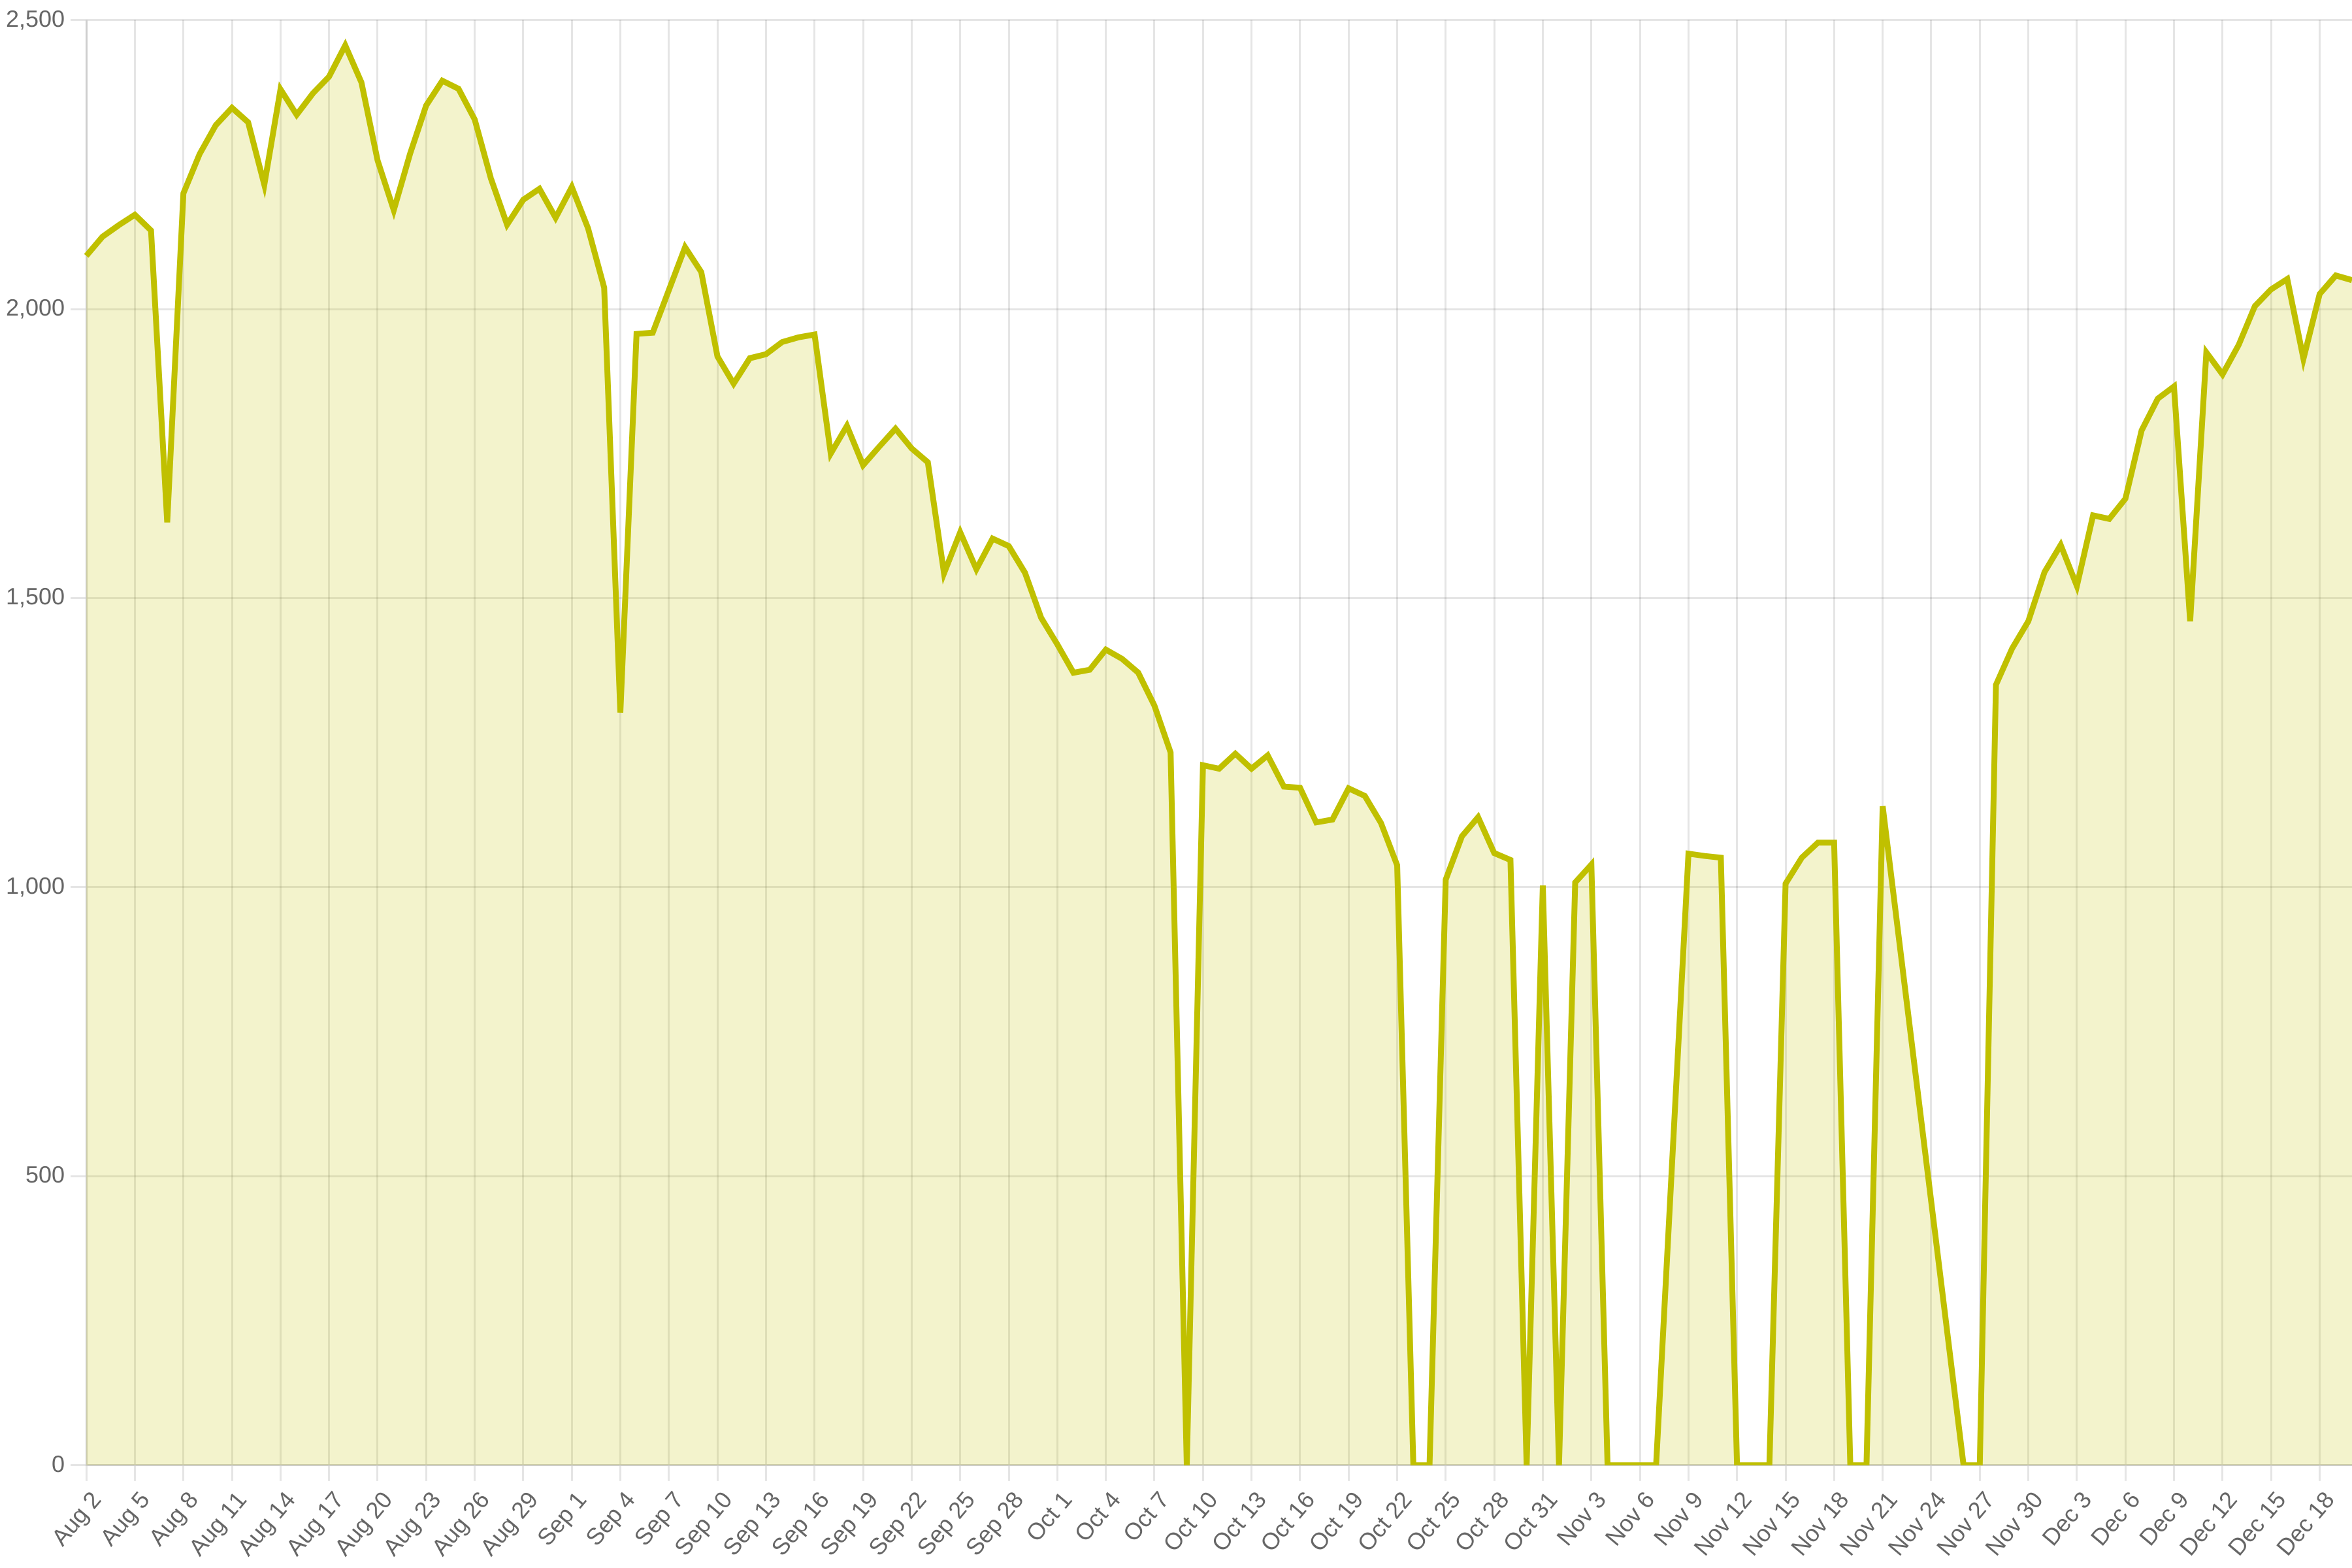 2,500
2,000
1,500
1,000
500
0
Aug 2
Aug 5
Aug 8
Aug 11
Aug 14
Aug 17
Aug 20
Aug 23
Aug 26
Aug 29
Sep 1
Sep 4
Sep 7
Sep 10
Sep 13
Sep 16
Sep 19
Sep 22
Sep 25
Sep 28
Oct 1
Oct 4
Oct 7
Oct 10
Oct 13
Oct 16
Oct 19
Oct 22
Oct 25
Oct 28
Oct 31
Nov 3
Nov 6
Nov 9
Nov 12
Nov 15
Nov 18
Nov 21
Nov 24
Nov 27
Nov 30
Dec 3
Dec 6
Dec 9
Dec 12
Dec 15
Dec 18